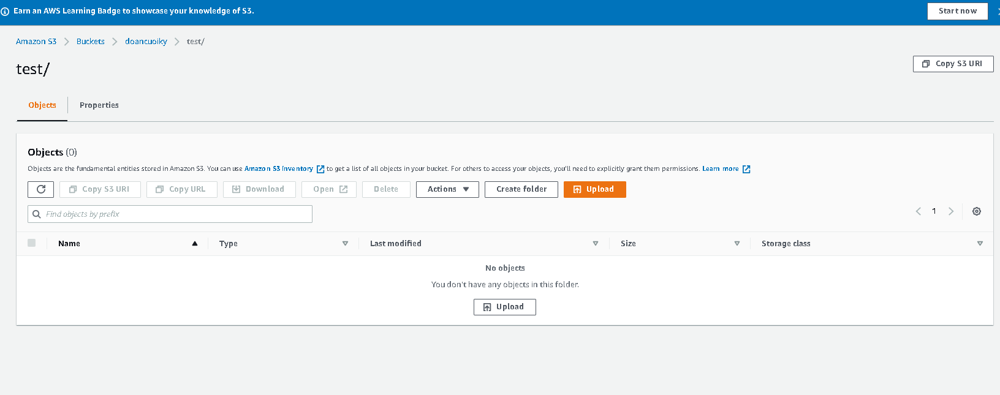 Earn an AWS Learning Badge to showcase your knowledge of S3.
Start now
Amazon S3 > Buckets > doancuoiky > test/
test/
Copy S3 URI
Objects
Properties
Objects (0)
Objects are the fundamental entities stored in Amazon S3. You can use Amazon S3 Inventory to get a list of all objects in your bucket. For others to access your objects, you'll need to explicitly grant them permissions. Learn more
Copy S3 URI
Copy URL
Download
Open
Delete
Actions
Create folder
Upload
Find objects by prefix
1
Name
Type
Last modified
Size
Storage class
No objects
You don't have any objects in this folder.
Upload